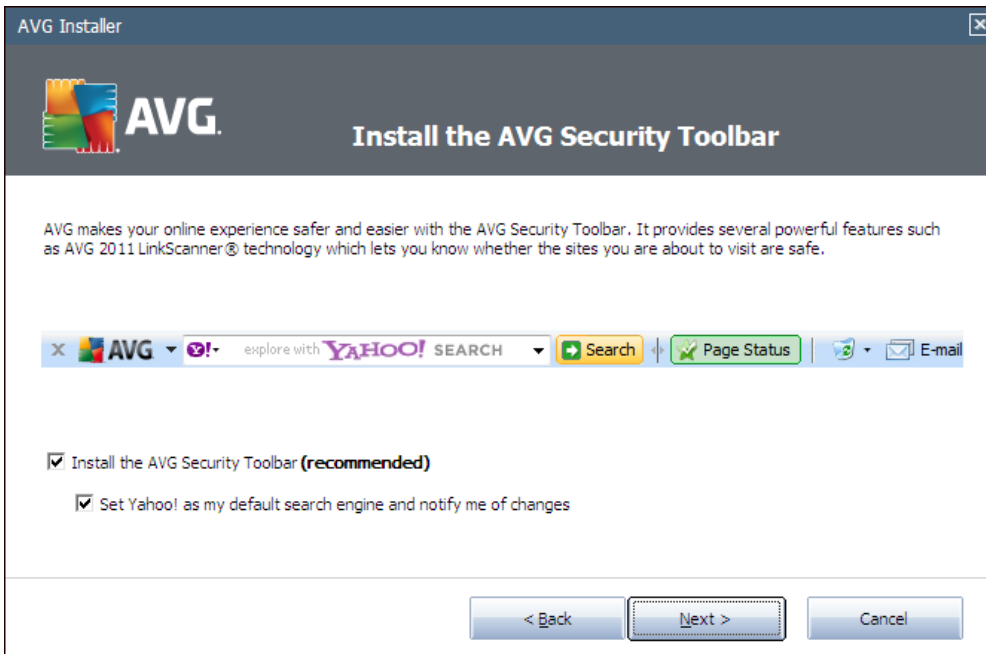 AVG Installer
AVG.
Install the AVG Security Toolbar
AVG makes your online experience safer and easier with the AVG Security Toolbar. It provides several powerful features such
as AVG 2011 LinkScanner® technology which lets you know whether the sites you are about to visit are safe.
AVG Y! explore with YAHOO! SEARCH Search Page Status E-mail
Install the AVG Security Toolbar (recommended)
Set Yahoo! as my default search engine and notify me of changes
< Back Next > Cancel